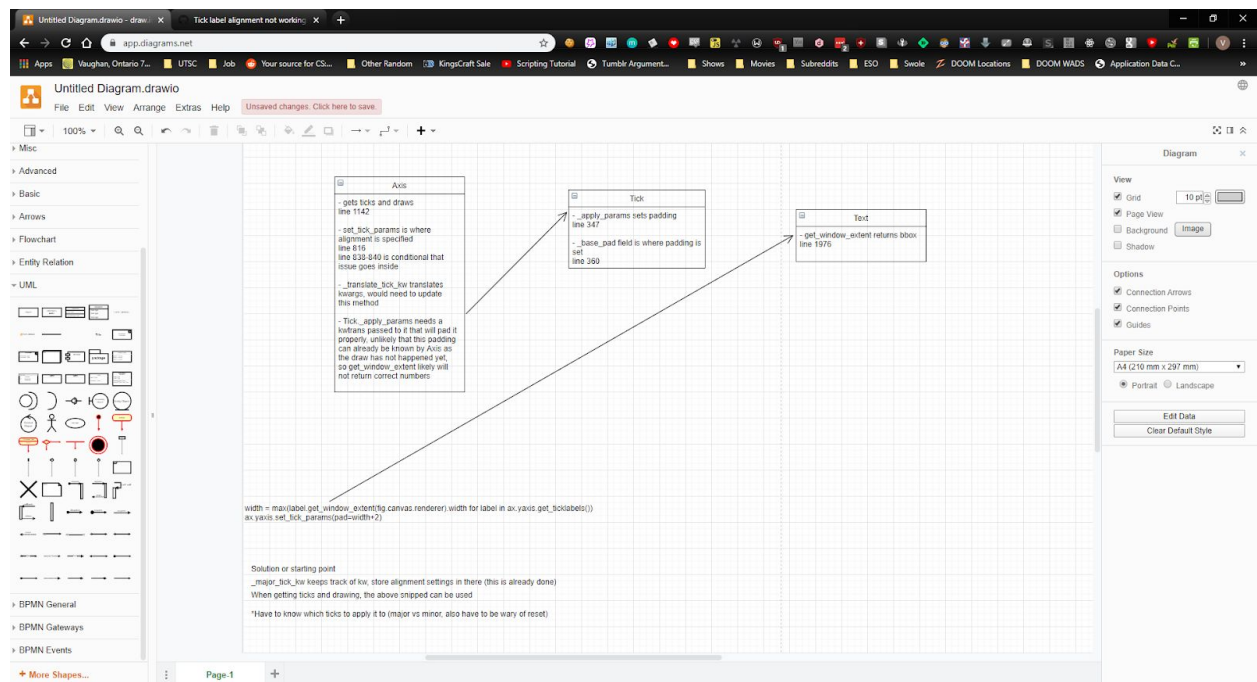 Untitled Diagram.drawio - draw.i
Tick label alignment not working
app.diagrams.net
Apps
Vaughan, Ontario 7...
UTSC
Job
Your source for CS:...
Other Random
KingsCraft Sale
Scripting Tutorial
Tumblr Argument...
Shows
Movies
Subreddits
ESO
Swole
DOOM Locations
DOOM WADS
Application Data C...
Untitled Diagram.drawio
File Edit View Arrange Extras Help
Unsaved changes. Click here to save.
100%
Misc
Advanced
Basic
Arrows
Flowchart
Entity Relation
UML
BPMN General
BPMN Gateways
BPMN Events
+ More Shapes...
Axis
- gets ticks and draws
line 1142
- set_tick_params is where
alignment is specified
line 816
line 838-840 is conditional that
issue goes inside
- _translate_tick_kw translates
kwargs, would need to update
this method
- Tick._apply_params needs a
kwtrans passed to it that will pad it
properly, unlikely that this padding
can already be known by Axis as
the draw has not happened yet,
so get_window_extent likely will
not return correct numbers
Tick
- _apply_params sets padding
line 347
- _base_pad field is where padding is
set
line 360
Text
- get_window_extent returns bbox
line 1976
width = max(label.get_window_extent(fig.canvas.renderer).width for label in ax.yaxis.get_ticklabels())
ax.yaxis.set_tick_params(pad=width+2)
Solution or starting point
_major_tick_kw keeps track of kw, store alignment settings in there (this is already done)
When getting ticks and drawing, the above snipped can be used
*Have to know which ticks to apply it to (major vs minor, also have to be wary of reset)
Page-1
Diagram
View
Grid
10 pt
Page View
Background
Image
Shadow
Options
Connection Arrows
Connection Points
Guides
Paper Size
A4 (210 mm x 297 mm)
Portrait Landscape
Edit Data
Clear Default Style